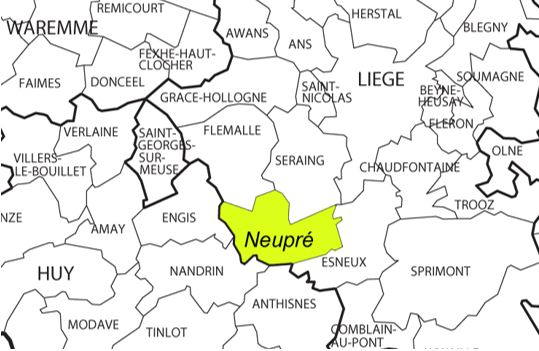 REMICOURT
HERSTAL
WAREMME
AWANS
BLEGNY
ANS
FEXHE-HAUT-
CLOCHER
FAIMES
DONCEEL
LIEGE
SOUMAGNE
GRACE-HOLLOGNE
SAINT-
NICOLAS
BEYNE-
HEUSAY
FLERON
VERLAINE
SAINT-
GEORGES-
SUR-
MEUSE
FLEMALLE
OLNE
VILLERS-
LE-BOUILLET
SERAING
CHAUDFONTAINE
TROOZ
NZE
AMAY
ENGIS
Neupré
ESNEUX
HUY
NANDRIN
SPRIMONT
ANTHISNES
MODAVE
TINLOT
COMBLAIN-
AU-PONT